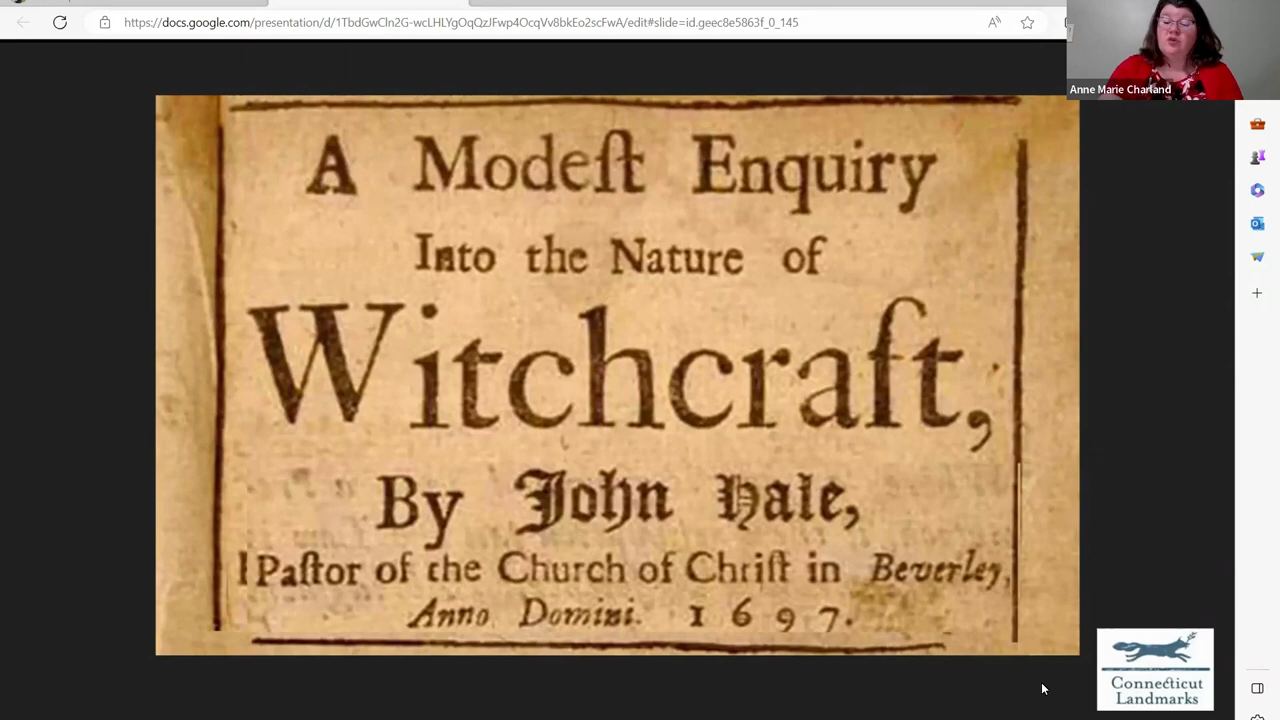 https://docs.google.com/presentation/d/1TbdGwCln2G-wcLHLYgOqQzJFwp4OcqVv8bkEo2scFwA/edit#slide=id.geec8e5863f_0_145
Anne Marie Charland
A Modeſt Enquiry
Into the Nature of
Witchcraft,
By John Hale,
Paſtor of the Church of Chriſt in Beverley,
Anno Domini. 1697.
Connecticut
Landmarks